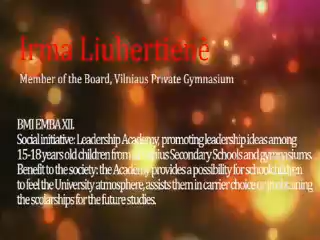 Irma Liubertienė
Member of the Board, Vilniaus Private Gymnasium
BMI EMBA XII.
Social initiative: Leadership Academy, promoting leadership ideas among
15-18 years old children from Vilnius Secondary Schools and gymnasiums.
Benefit to the society: the Academy provides a possibility for schoolchildren
to feel the University atmosphere, assists them in carrier choice or in obtaining
the scolarships for the future studies.